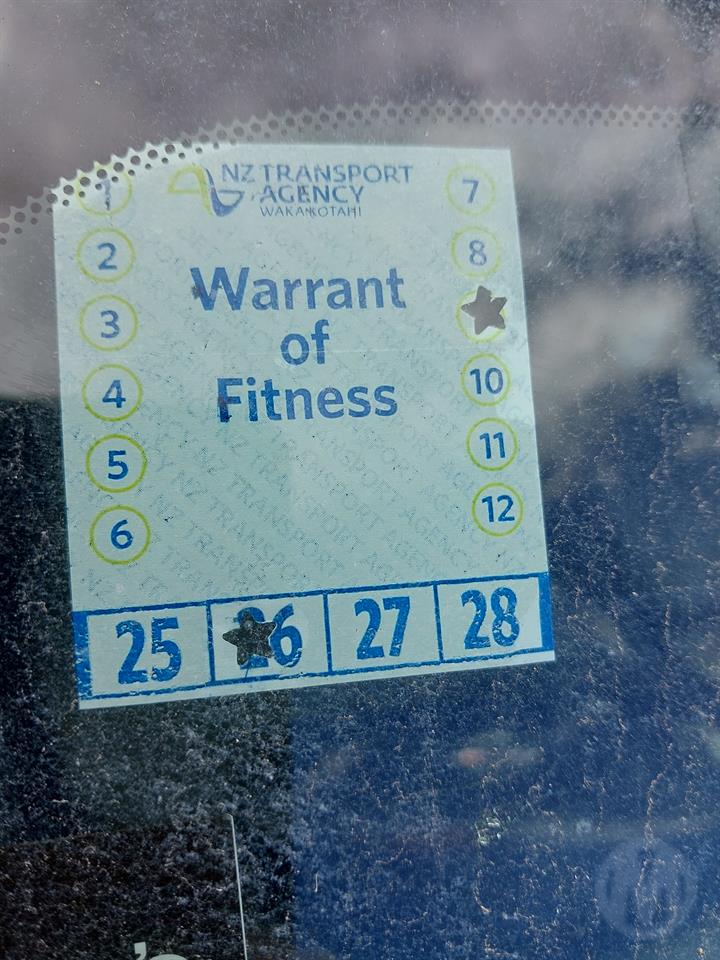 NZ TRANSPORT
AGENCY
WAKA KOTAHI
1
7
2
8
3
4
10
5
11
6
12
Warrant
of
Fitness
25 26 27 28